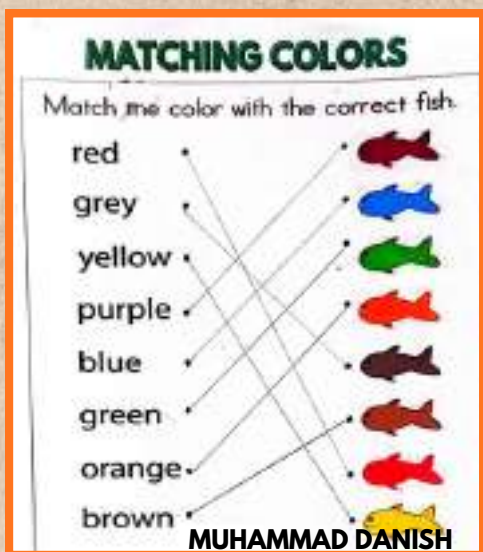 MATCHING COLORS
Match the color with the correct fish.
red
grey
yellow
purple
blue
green
orange
brown
MUHAMMAD DANISH